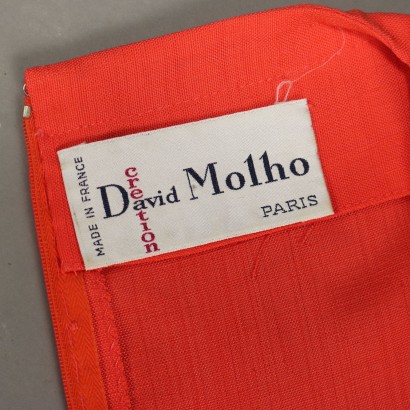 MADE IN FRANCE
creation
David Molho
PARIS